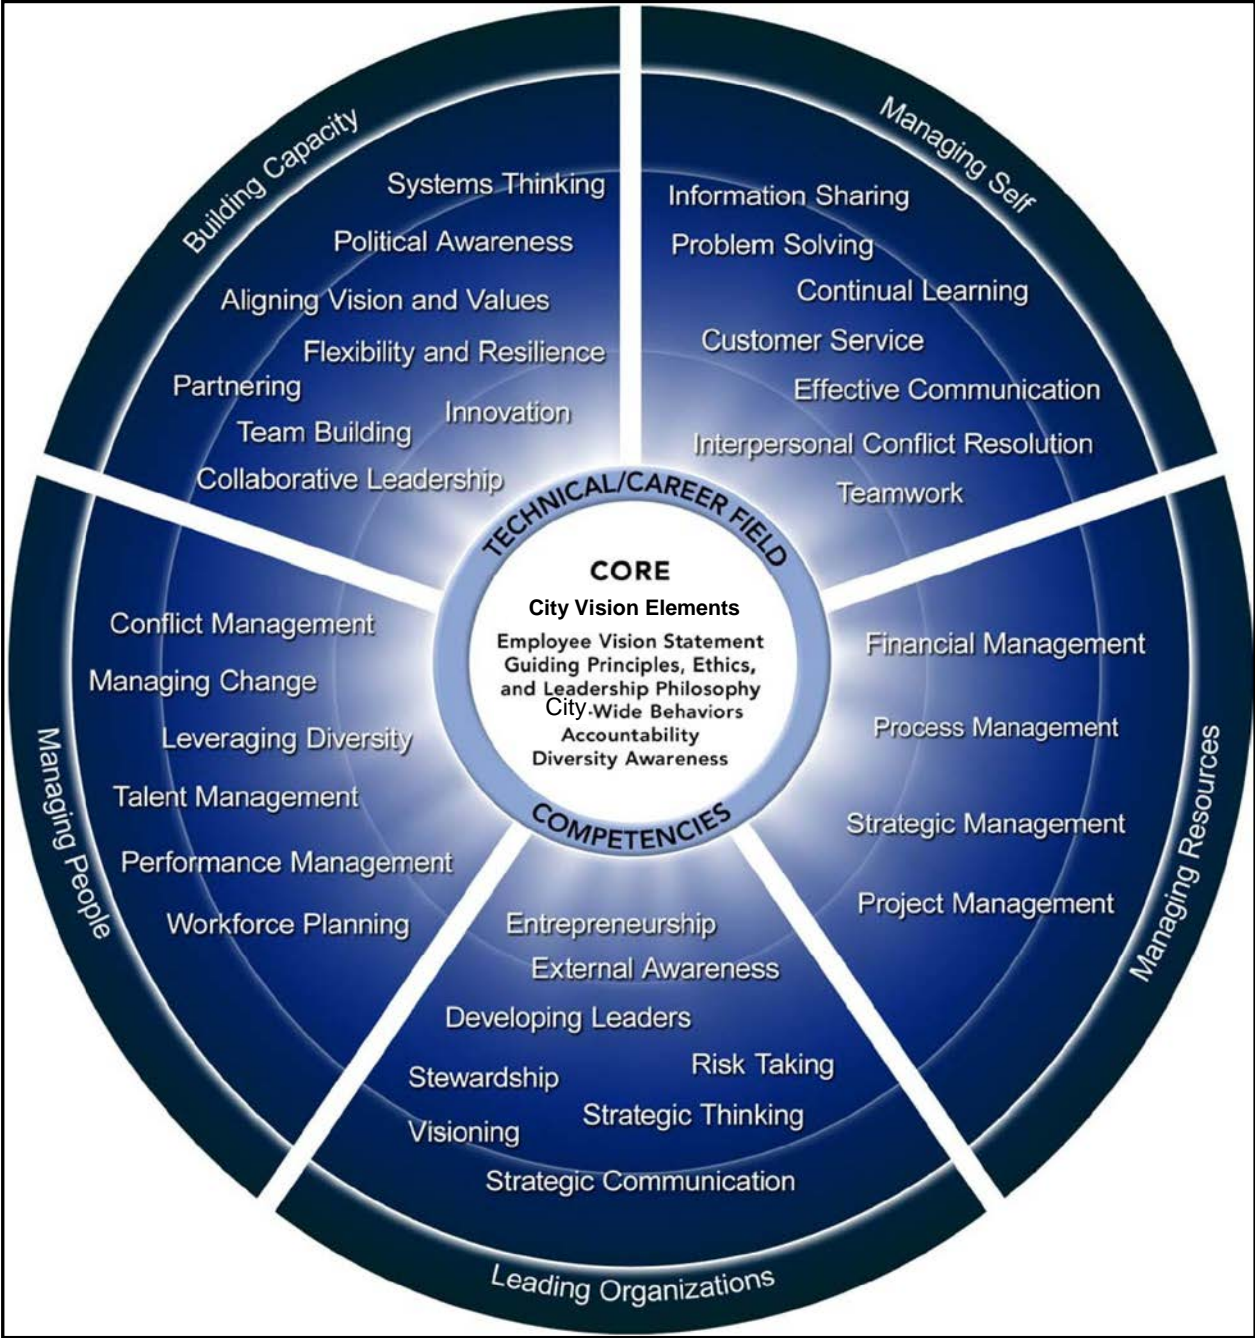 Building Capacity
Systems Thinking
Political Awareness
Aligning Vision and Values
Flexibility and Resilience
Partnering
Innovation
Team Building
Collaborative Leadership
Managing Self
Information Sharing
Problem Solving
Continual Learning
Customer Service
Effective Communication
Interpersonal Conflict Resolution
Teamwork
TECHNICAL/CAREER FIELD
CORE
City Vision Elements
Employee Vision Statement
Guiding Principles, Ethics,
and Leadership Philosophy
City-Wide Behaviors
Accountability
Diversity Awareness
COMPETENCIES
Managing People
Conflict Management
Managing Change
Leveraging Diversity
Talent Management
Performance Management
Workforce Planning
Managing Resources
Financial Management
Process Management
Strategic Management
Project Management
Entrepreneurship
External Awareness
Developing Leaders
Risk Taking
Stewardship
Strategic Thinking
Visioning
Strategic Communication
Leading Organizations